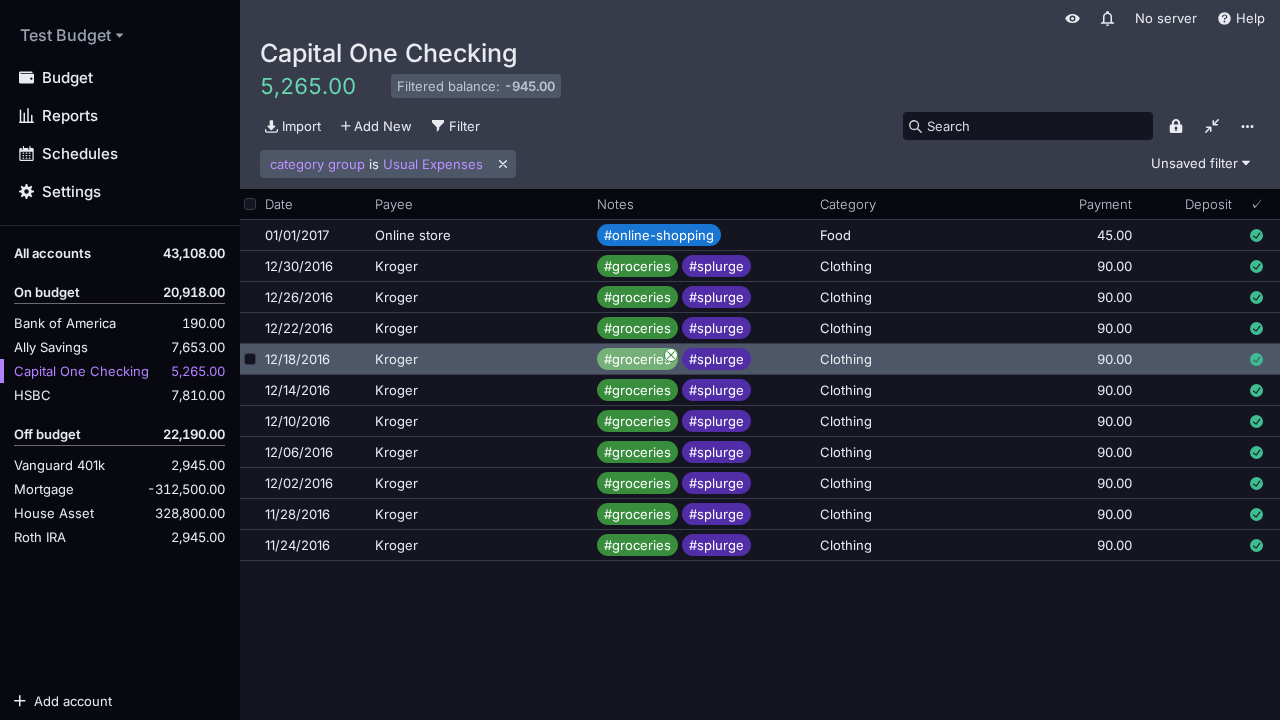 Test Budget
Budget
Reports
Schedules
Settings
All accounts 43,108.00
On budget 20,918.00
Bank of America 190.00
Ally Savings 7,653.00
Capital One Checking 5,265.00
HSBC 7,810.00
Off budget 22,190.00
Vanguard 401k 2,945.00
Mortgage -312,500.00
House Asset 328,800.00
Roth IRA 2,945.00
Add account
No server Help
Capital One Checking
5,265.00 Filtered balance: -945.00
Import Add New Filter Search
category group is Usual Expenses Unsaved filter
Date Payee Notes Category Payment Deposit ✓
01/01/2017 Online store #online-shopping Food 45.00
12/30/2016 Kroger #groceries #splurge Clothing 90.00
12/26/2016 Kroger #groceries #splurge Clothing 90.00
12/22/2016 Kroger #groceries #splurge Clothing 90.00
12/18/2016 Kroger #groceries #splurge Clothing 90.00
12/14/2016 Kroger #groceries #splurge Clothing 90.00
12/10/2016 Kroger #groceries #splurge Clothing 90.00
12/06/2016 Kroger #groceries #splurge Clothing 90.00
12/02/2016 Kroger #groceries #splurge Clothing 90.00
11/28/2016 Kroger #groceries #splurge Clothing 90.00
11/24/2016 Kroger #groceries #splurge Clothing 90.00